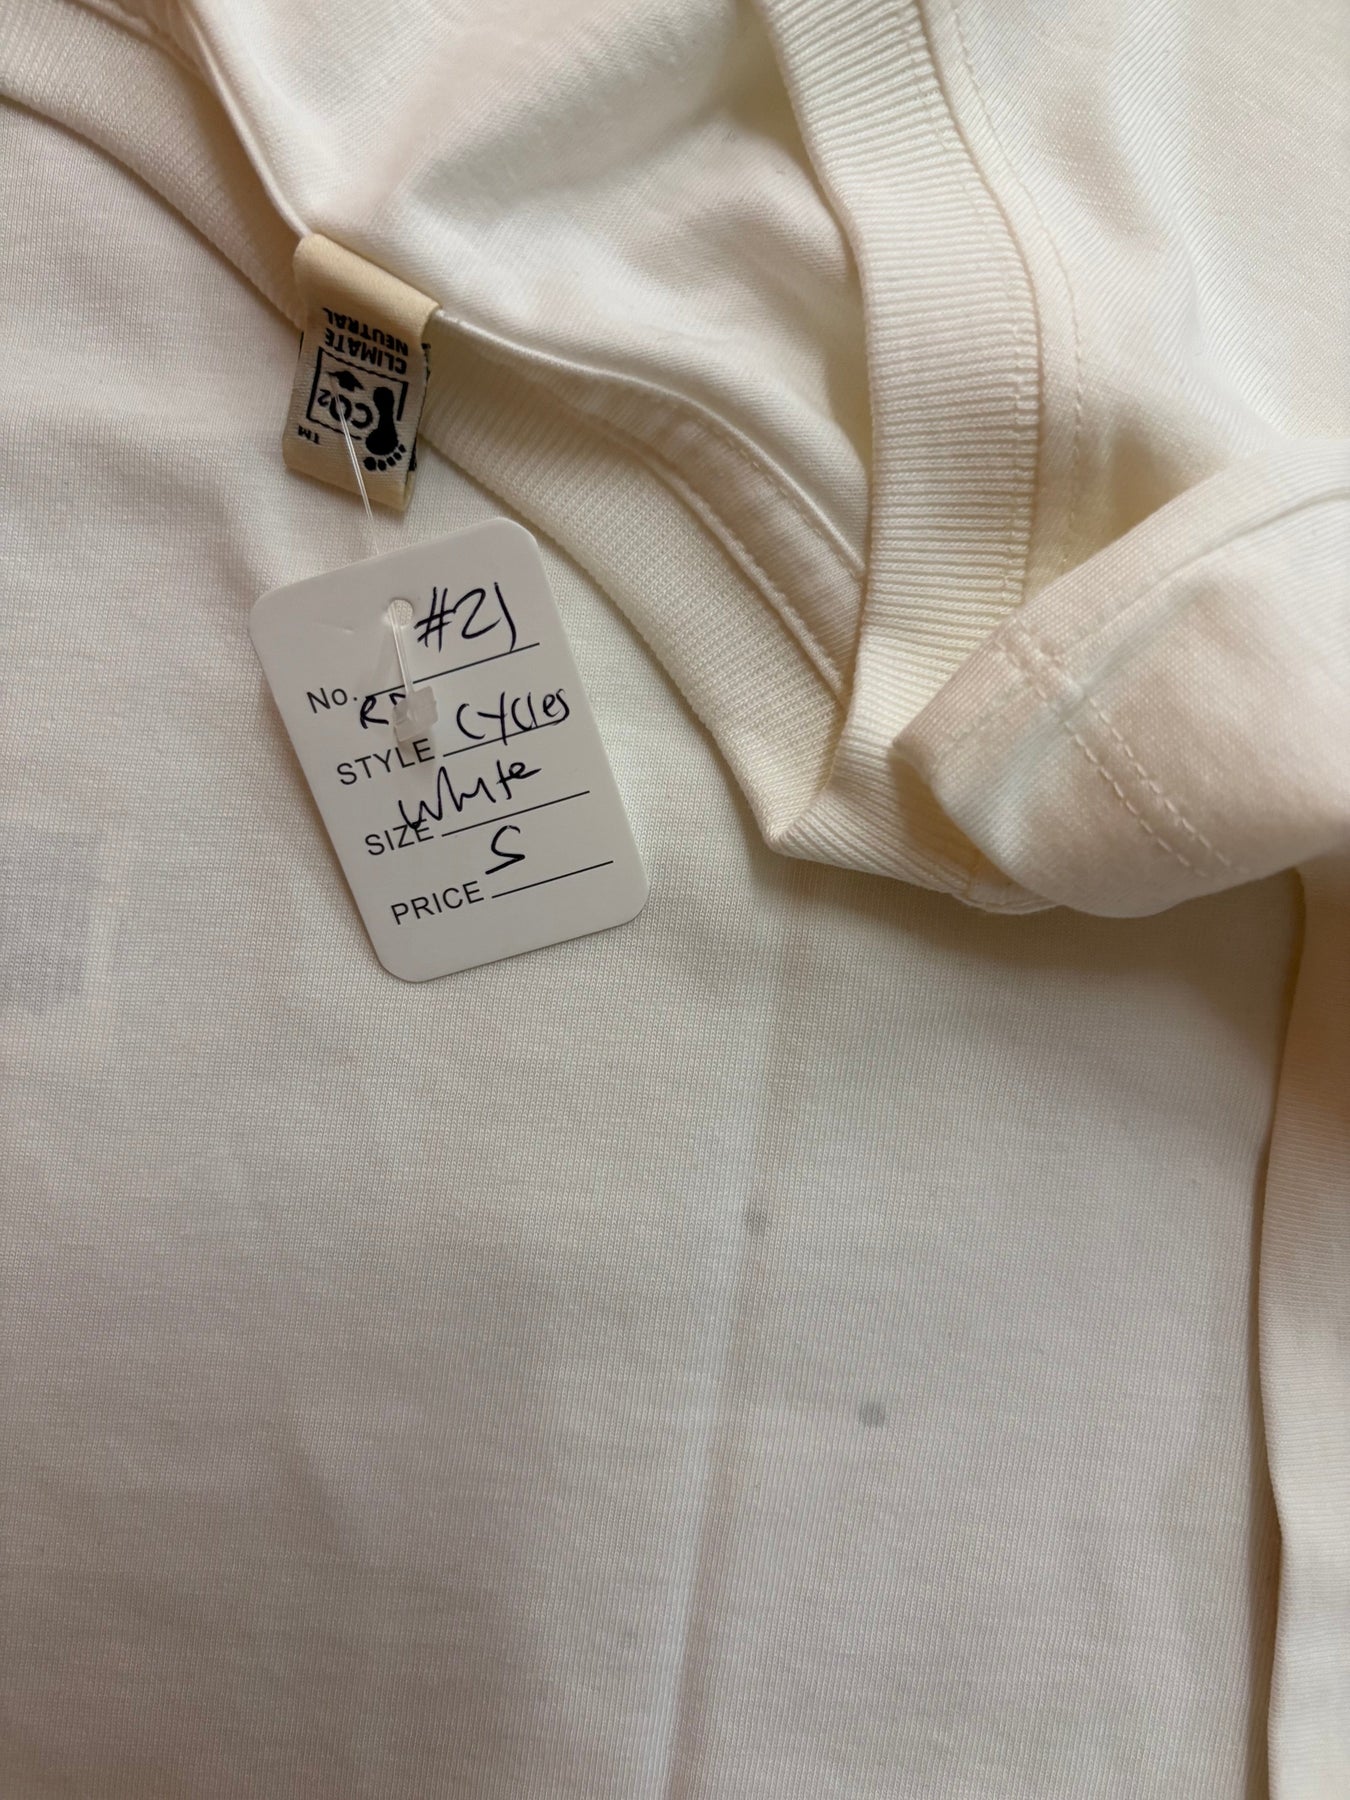 CLIMATE
NEUTRAL
CO2
TM
#21
No.
STYLE Cycles
White
SIZE
S
PRICE